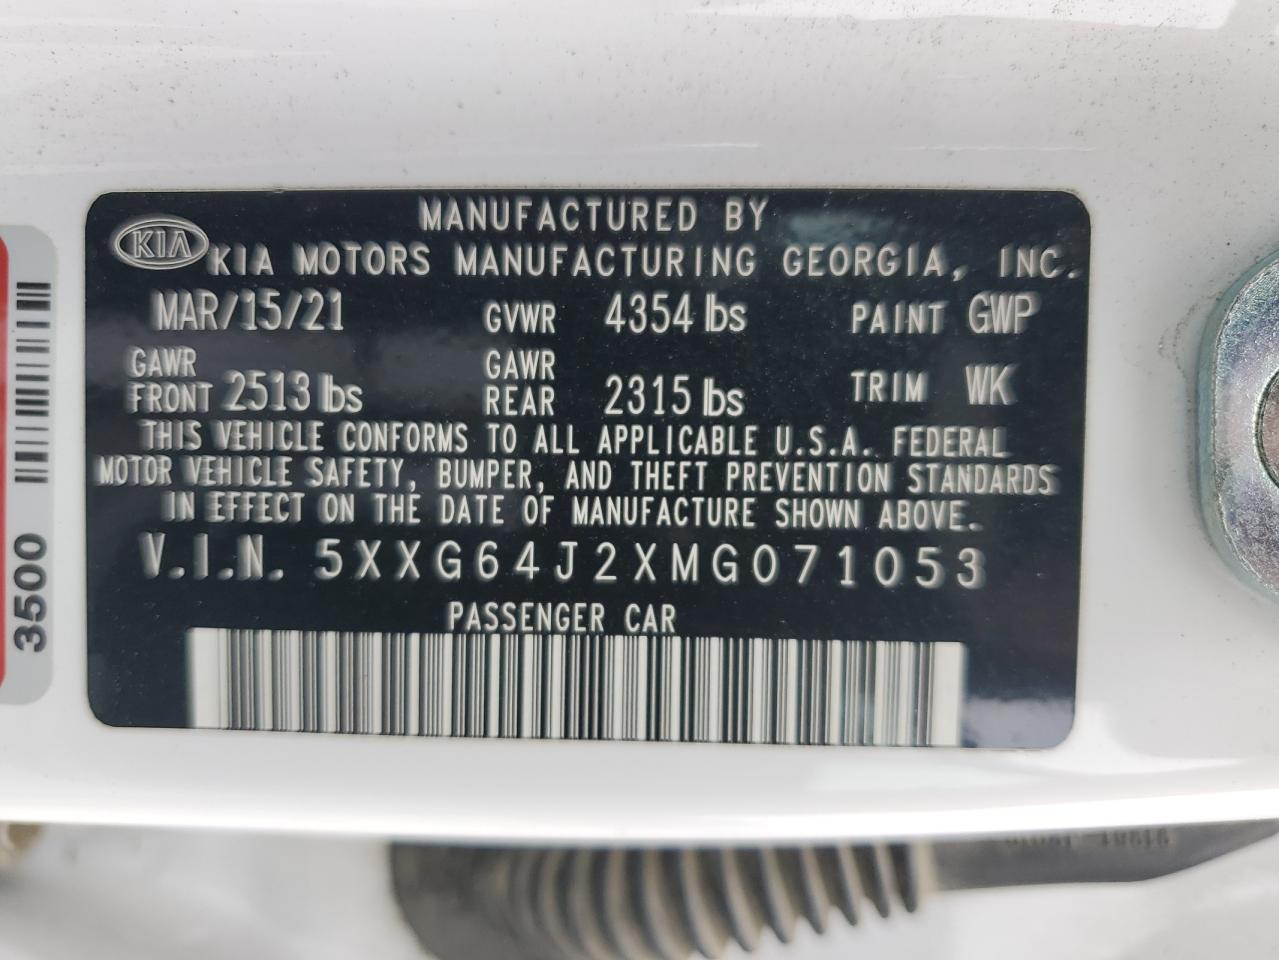 MANUFACTURED BY
KIA KIA MOTORS MANUFACTURING GEORGIA, INC.
MAR/15/21 GVWR 4354 lbs PAINT GWP
GAWR FRONT 2513 lbs GAWR REAR 2315 lbs TRIM WK
THIS VEHICLE CONFORMS TO ALL APPLICABLE U.S.A. FEDERAL
MOTOR VEHICLE SAFETY, BUMPER, AND THEFT PREVENTION STANDARDS
IN EFFECT ON THE DATE OF MANUFACTURE SHOWN ABOVE.
V.I.N. 5XXG64J2XMG071053
PASSENGER CAR
3500